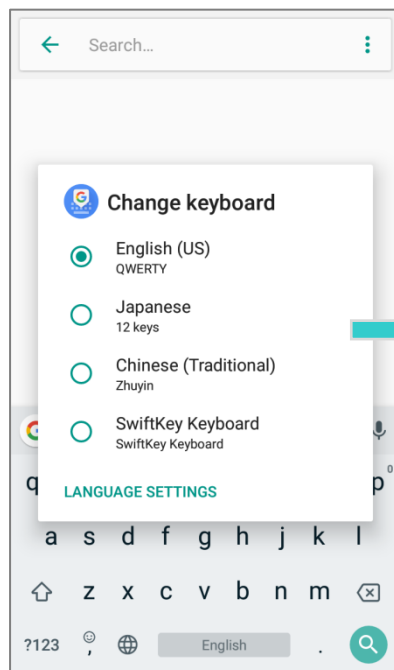 Search…
Change keyboard
English (US)
QWERTY
Japanese
12 keys
Chinese (Traditional)
Zhuyin
SwiftKey Keyboard
SwiftKey Keyboard
LANGUAGE SETTINGS
q p 0
a s d f g h j k l
z x c v b n m
?123 , English .